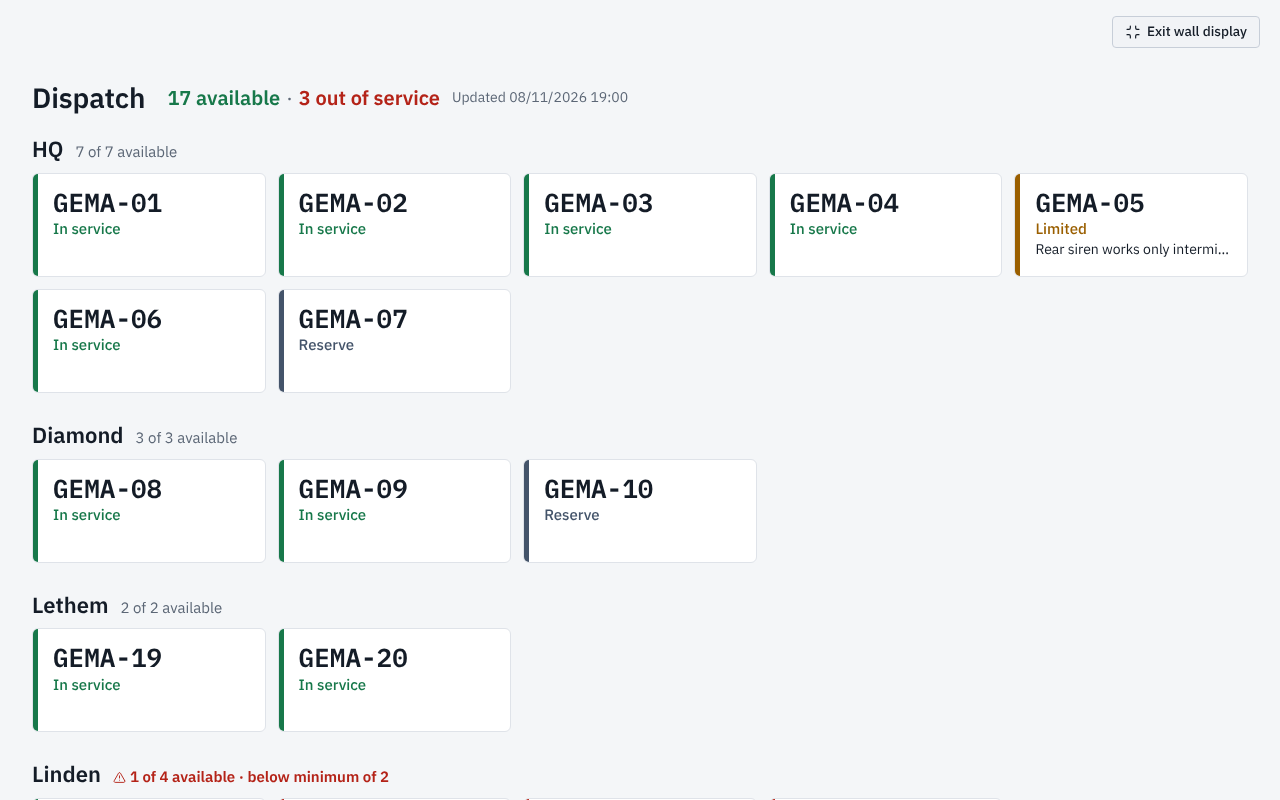 Exit wall display
Dispatch 17 available · 3 out of service Updated 08/11/2026 19:00
HQ 7 of 7 available
GEMA-01 GEMA-02 GEMA-03 GEMA-04 GEMA-05
In service In service In service In service Limited
Rear siren works only intermi...
GEMA-06 GEMA-07
In service Reserve
Diamond 3 of 3 available
GEMA-08 GEMA-09 GEMA-10
In service In service Reserve
Lethem 2 of 2 available
GEMA-19 GEMA-20
In service In service
Linden 1 of 4 available · below minimum of 2